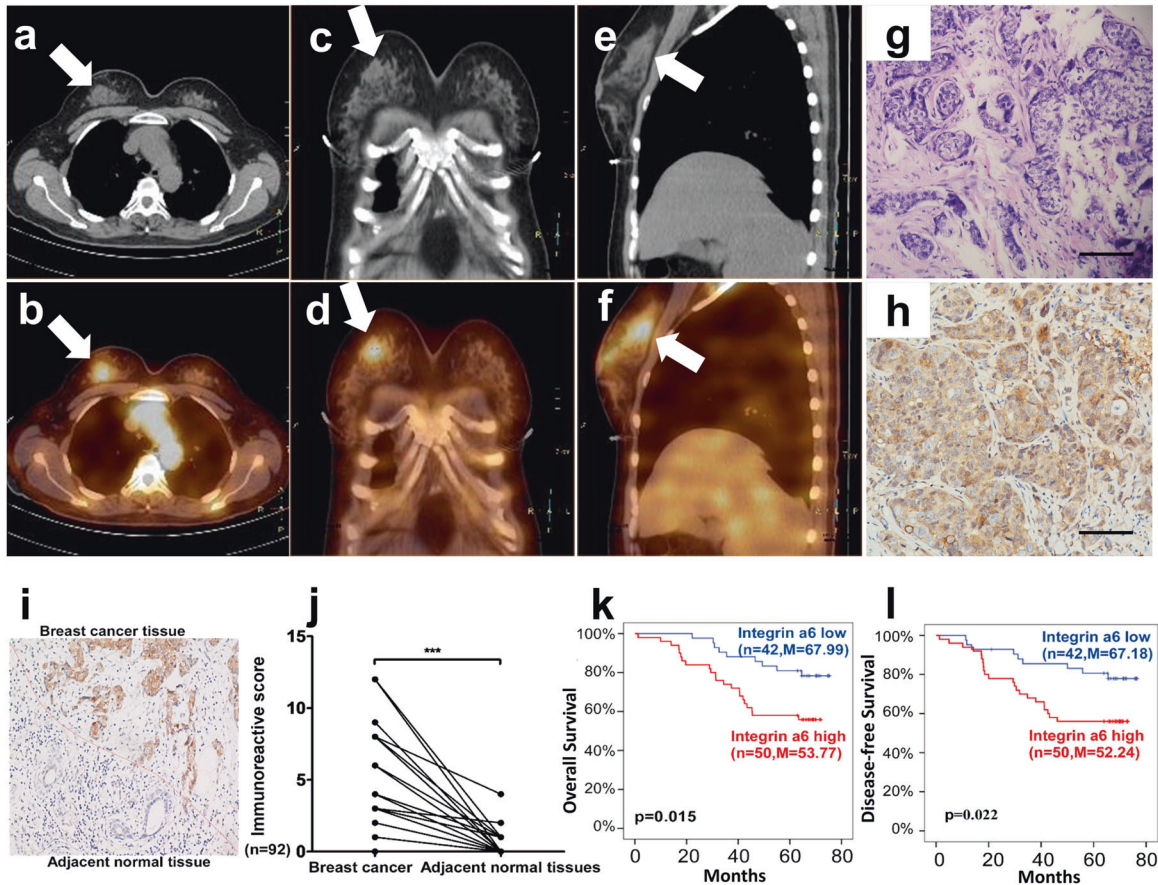 a
c
e
g
b
d
f
h
i
Breast cancer tissue
Adjacent normal tissue
j
Immunoreactive score
15
10
5
0
***
(n=92)
Breast cancer
Adjacent normal tissues
k
Overall Survival
100%
80%
60%
40%
20%
0%
Integrin a6 low
(n=42,M=67.99)
Integrin a6 high
(n=50,M=53.77)
p=0.015
0 20 40 60 80
Months
l
Disease-free Survival
100%
80%
60%
40%
20%
0%
Integrin a6 low
(n=42,M=67.18)
Integrin a6 high
(n=50,M=52.24)
p=0.022
0 20 40 60 80
Months